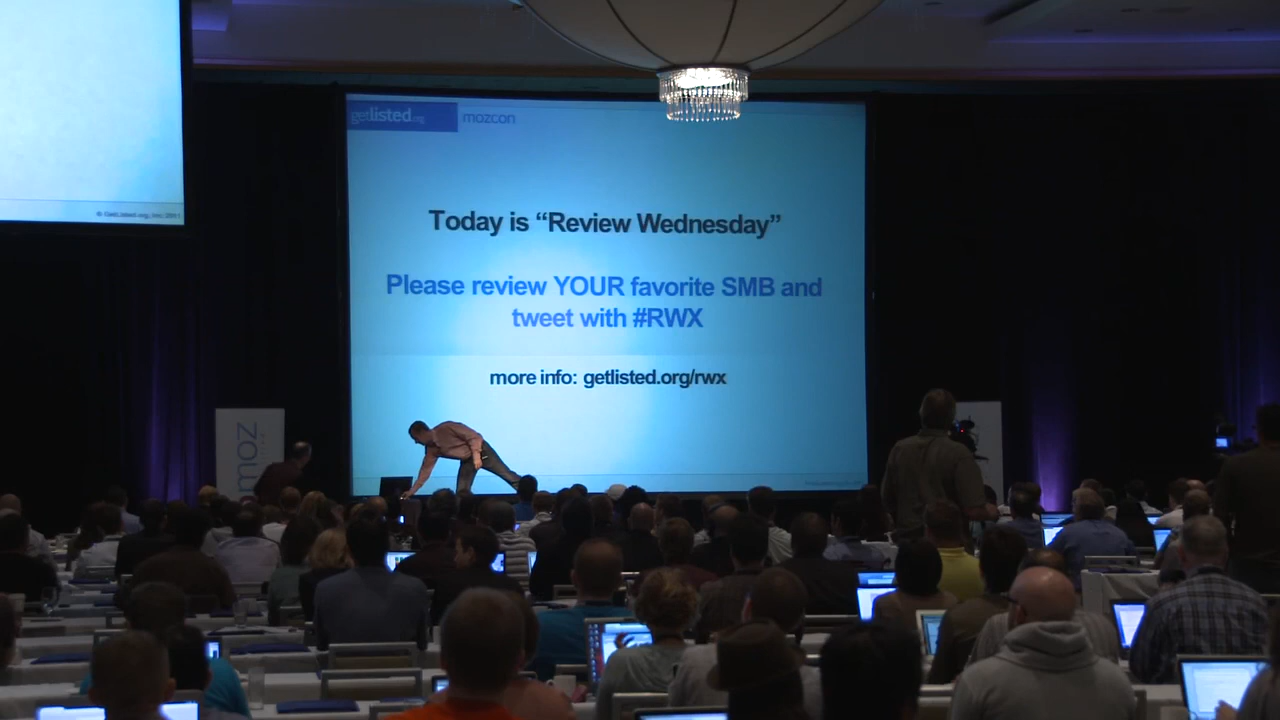 getlisted.org mozcon
Today is “Review Wednesday”
Please review YOUR favorite SMB and
tweet with #RWX
more info: getlisted.org/rwx
moz